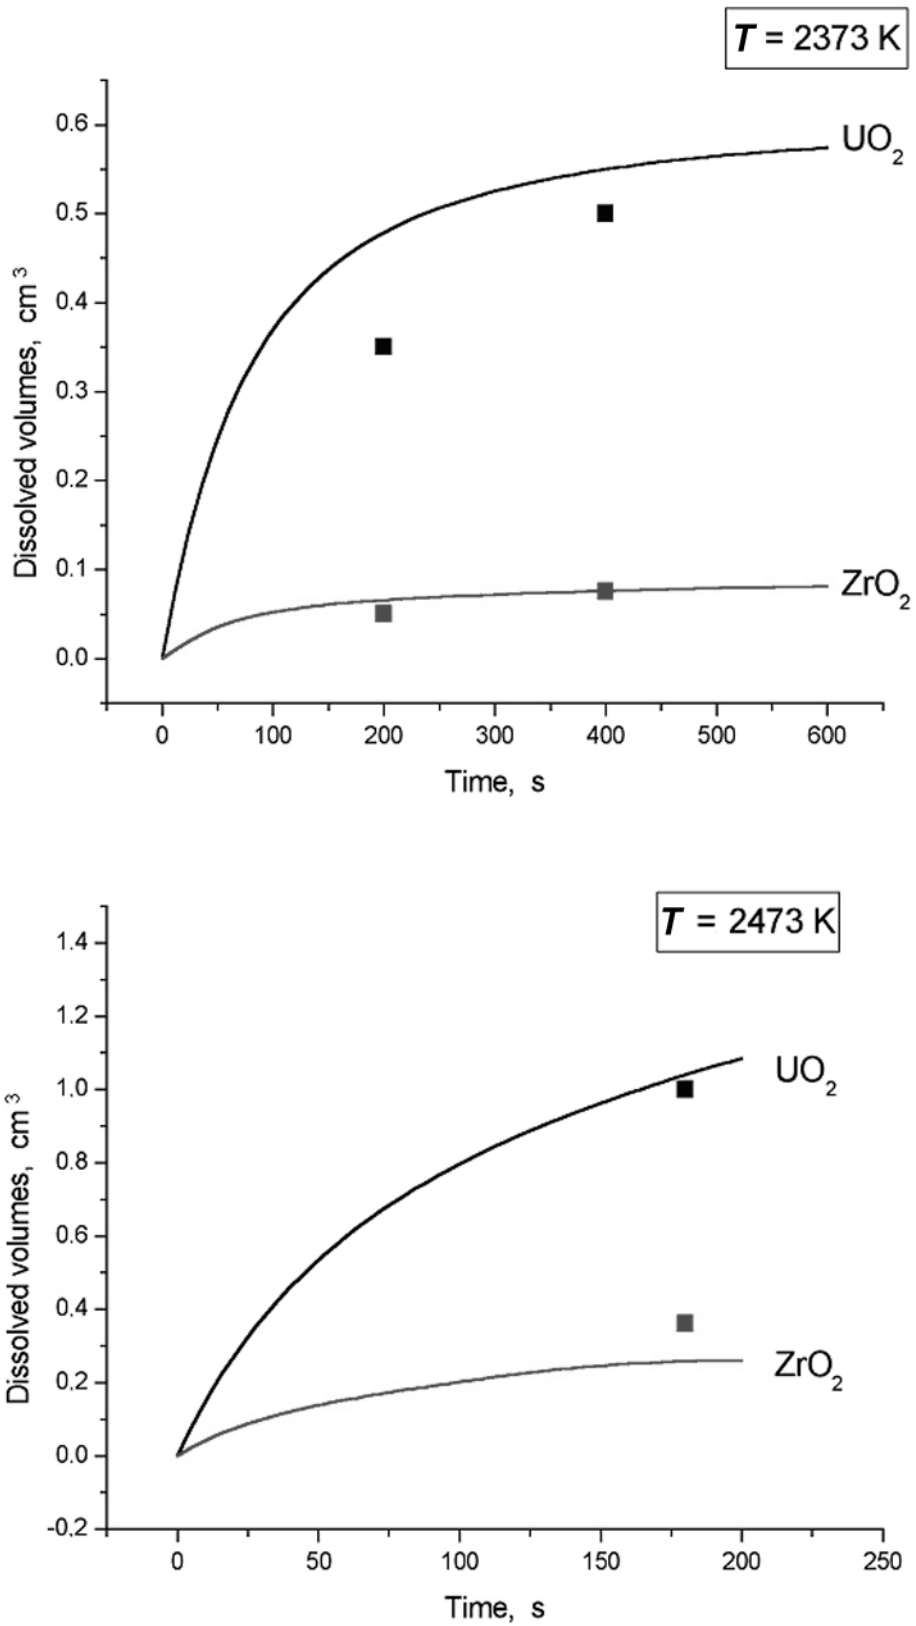 T = 2373 K
0.6
UO2
0.5
0.4
0.3
0.2
0.1
ZrO2
0.0
Dissolved volumes, cm3
0 100 200 300 400 500 600
Time, s
T = 2473 K
1.4
1.2
UO2
1.0
0.8
0.6
0.4
ZrO2
0.2
0.0
-0.2
Dissolved volumes, cm3
0 50 100 150 200 250
Time, s